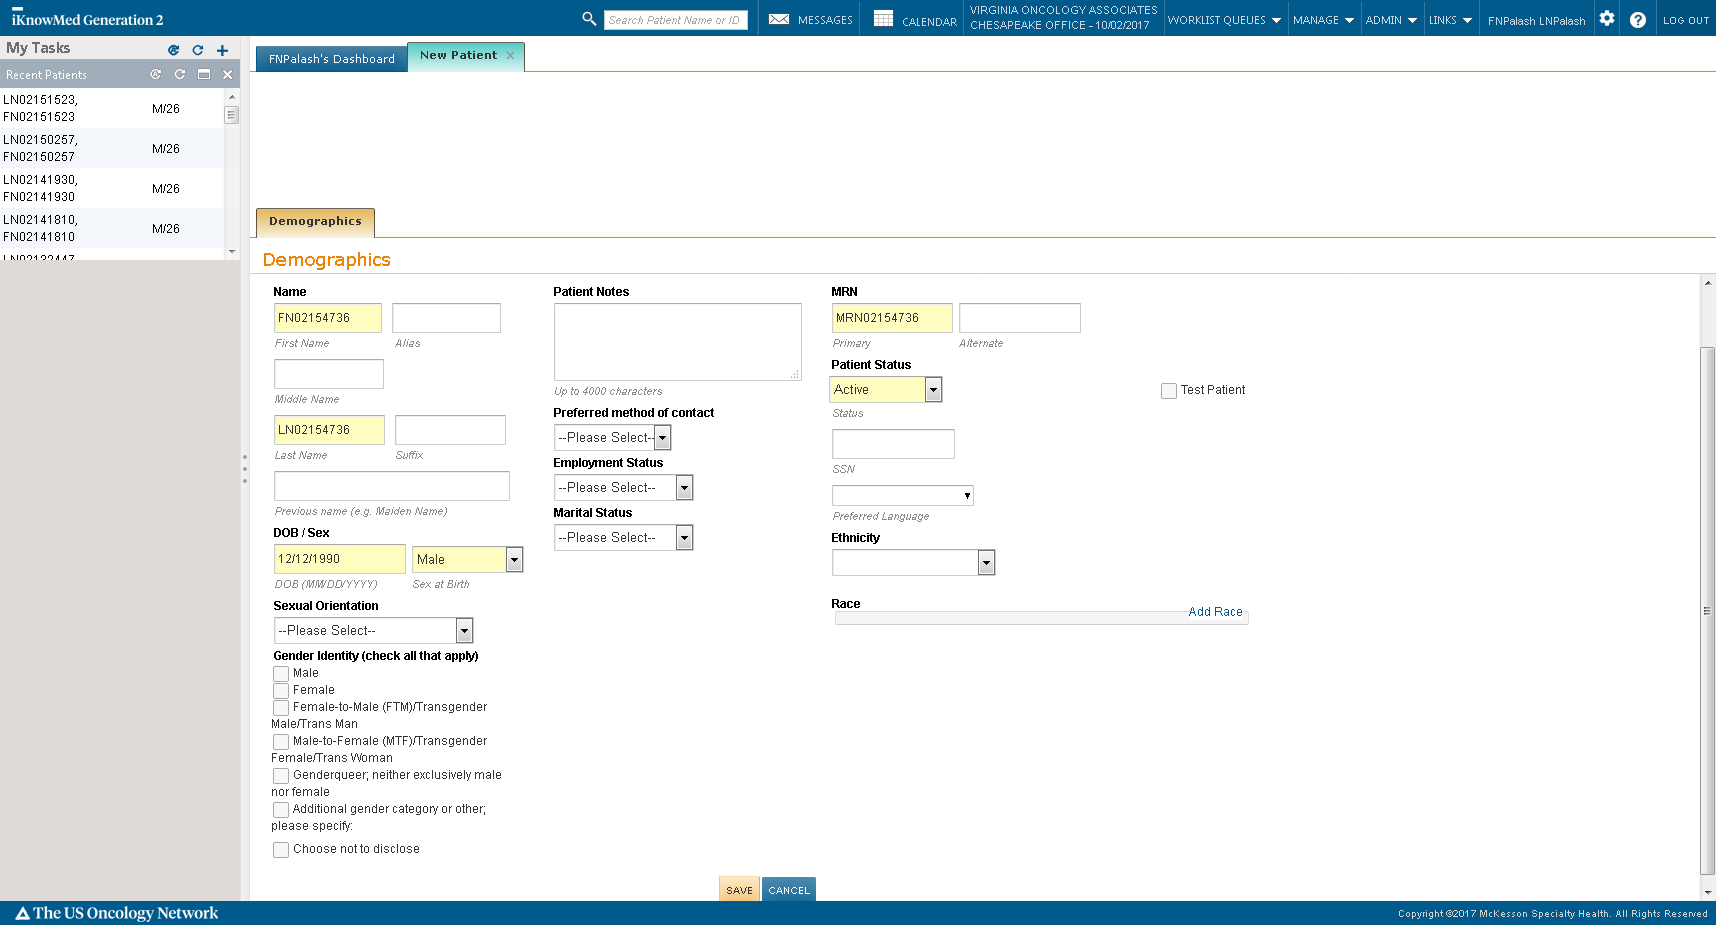 iKnowMed Generation 2
Search Patient Name or ID
MESSAGES
CALENDAR
VIRGINIA ONCOLOGY ASSOCIATES
CHESAPEAKE OFFICE - 10/02/2017
WORKLIST QUEUES
MANAGE
ADMIN
LINKS
FNPalash LNPalash
LOG OUT
My Tasks
Recent Patients
LN02151523,
FN02151523
M/26
LN02150257,
FN02150257
M/26
LN02141930,
FN02141930
M/26
LN02141810,
FN02141810
M/26
LN02132447
FNPalash's Dashboard
New Patient
Demographics
Demographics
Name
FN02154736
First Name
Alias
Middle Name
LN02154736
Last Name
Suffix
Previous name (e.g. Maiden Name)
DOB / Sex
12/12/1990
Male
DOB (MM/DD/YYYY)
Sex at Birth
Sexual Orientation
--Please Select--
Gender Identity (check all that apply)
Male
Female
Female-to-Male (FTM)/Transgender
Male/Trans Man
Male-to-Female (MTF)/Transgender
Female/Trans Woman
Genderqueer; neither exclusively male
nor female
Additional gender category or other;
please specify:
Choose not to disclose
Patient Notes
Up to 4000 characters
Preferred method of contact
--Please Select--
Employment Status
--Please Select--
Marital Status
--Please Select--
MRN
MRN02154736
Primary
Alternate
Patient Status
Active
Status
Test Patient
SSN
Preferred Language
Ethnicity
Race
Add Race
SAVE
CANCEL
The US Oncology Network
Copyright ©2017 McKesson Specialty Health. All Rights Reserved